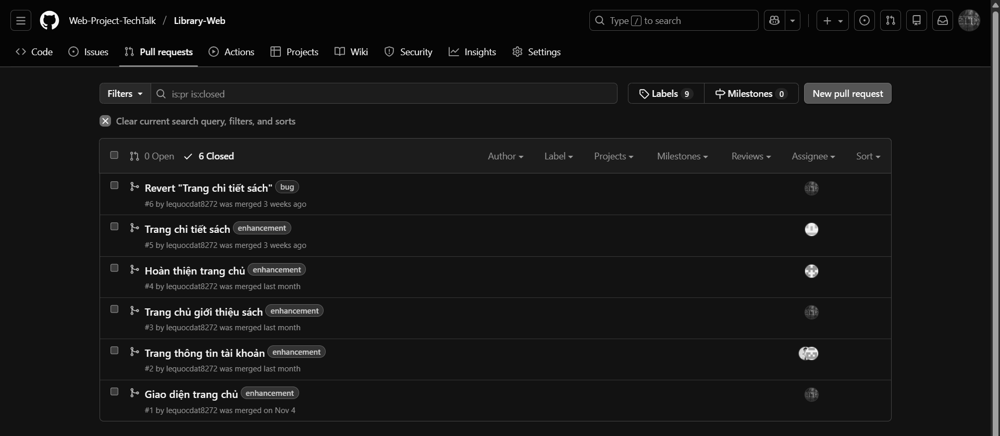 Web-Project-TechTalk / Library-Web
Type / to search
Code Issues Pull requests Actions Projects Wiki Security Insights Settings
Filters is:pr is:closed Labels 9 Milestones 0 New pull request
Clear current search query, filters, and sorts
0 Open 6 Closed Author Label Projects Milestones Reviews Assignee Sort
Revert "Trang chi tiết sách" bug
#6 by lequocdat8272 was merged 3 weeks ago
Trang chi tiết sách enhancement
#5 by lequocdat8272 was merged 3 weeks ago
Hoàn thiện trang chủ enhancement
#4 by lequocdat8272 was merged last month
Trang chủ giới thiệu sách enhancement
#3 by lequocdat8272 was merged last month
Trang thông tin tài khoản enhancement
#2 by lequocdat8272 was merged last month
Giao diện trang chủ enhancement
#1 by lequocdat8272 was merged on Nov 4